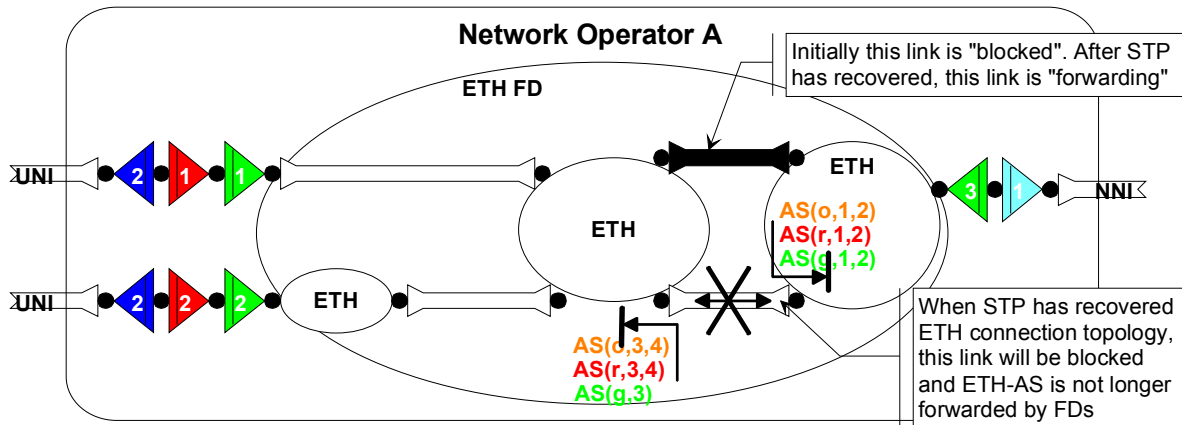 Network Operator A
Initially this link is "blocked". After STP
has recovered, this link is "forwarding"
ETH FD
ETH
UNI
2
1
1
3
1
NNI
AS(o,1,2)
AS(r,1,2)
AS(g,1,2)
ETH
UNI
2
2
2
ETH
AS(o,3,4)
AS(r,3,4)
AS(g,3)
When STP has recovered
ETH connection topology,
this link will be blocked
and ETH-AS is not longer
forwarded by FDs